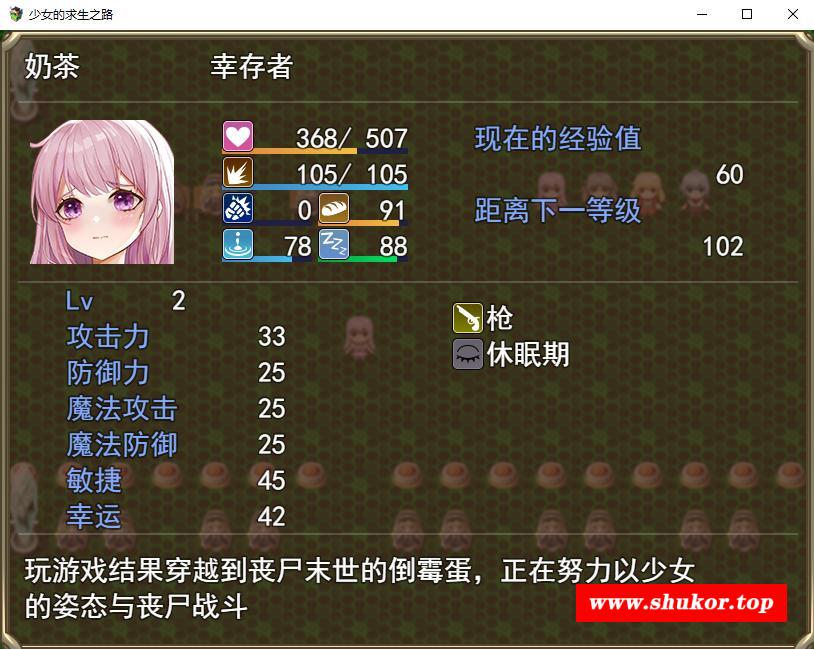 少女的求生之路
奶茶 幸存者
368/ 507
105/ 105
0 91
78 88
现在的经验值
60
距离下一等级
102
Lv 2
攻击力 33
防御力 25
魔法攻击 25
魔法防御 25
敏捷 45
幸运 42
枪
休眠期
玩游戏结果穿越到丧尸末世的倒霉蛋，正在努力以少女
的姿态与丧尸战斗
www.shukor.top